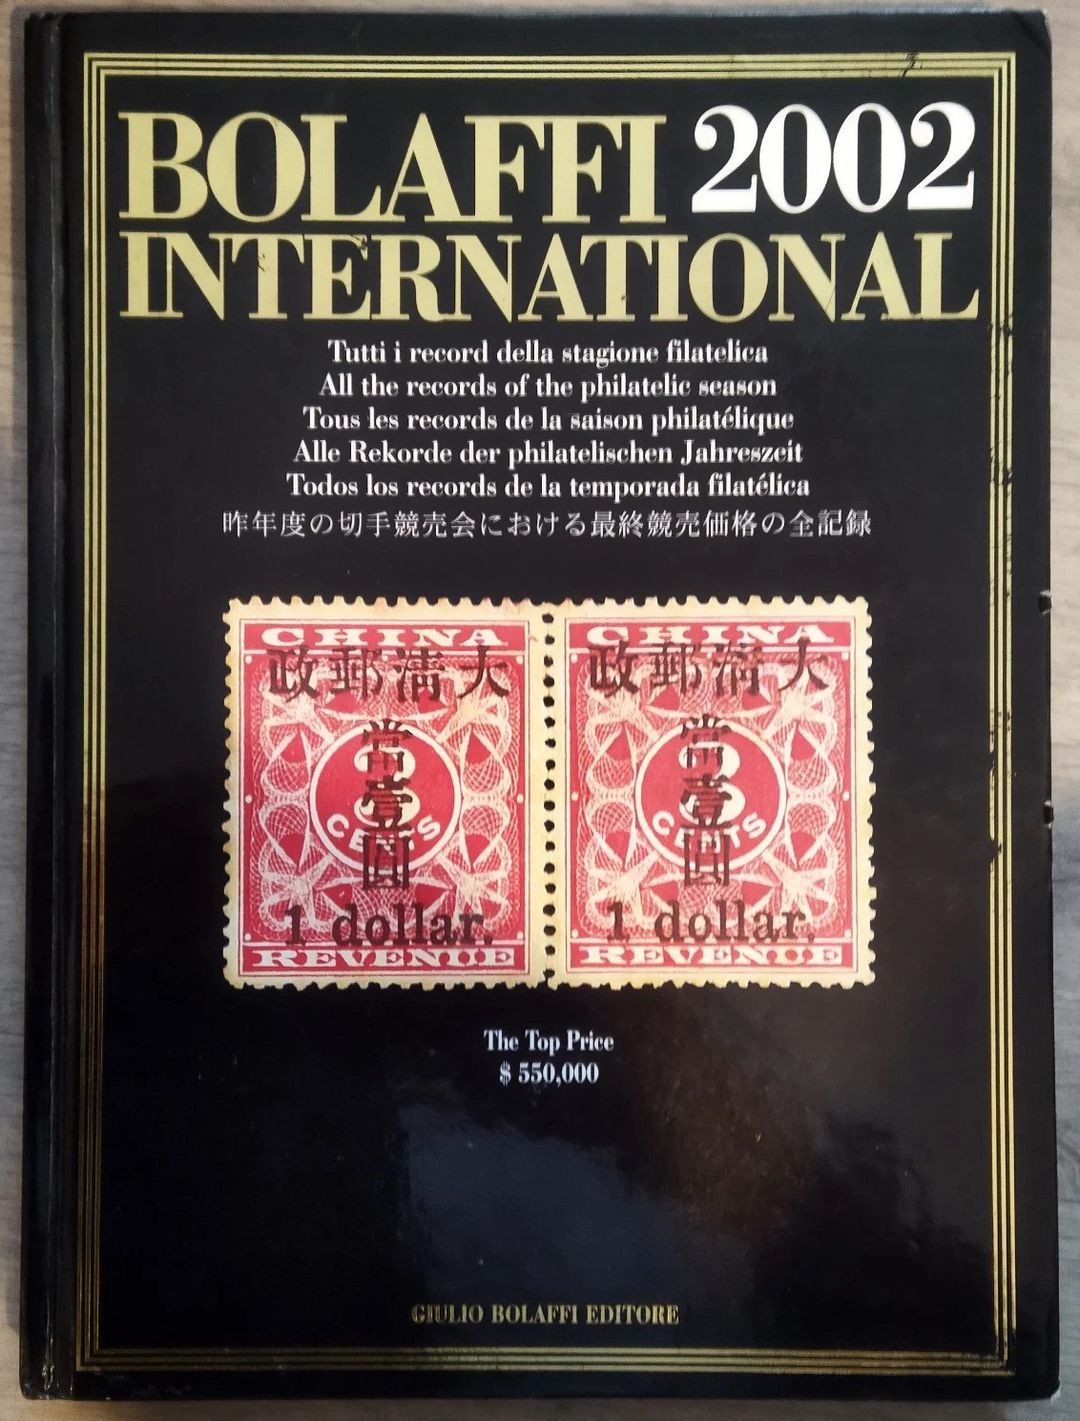 BOLAFFI 2002
INTERNATIONAL
Tutti i record della stagione filatelica
All the records of the philatelic season
Tous les records de la saison philatélique
Alle Rekorde der philatelischen Jahreszeit
Todos los records de la temporada filatélica
昨年度の切手競売会における最終競売価格の全記録
CHINA CHINA
政郵清大 政郵清大
3 3
CENTS CENTS
當壹圓 當壹圓
1 dollar. 1 dollar.
REVENUE REVENUE
The Top Price
$ 550,000
GIULIO BOLAFFI EDITORE